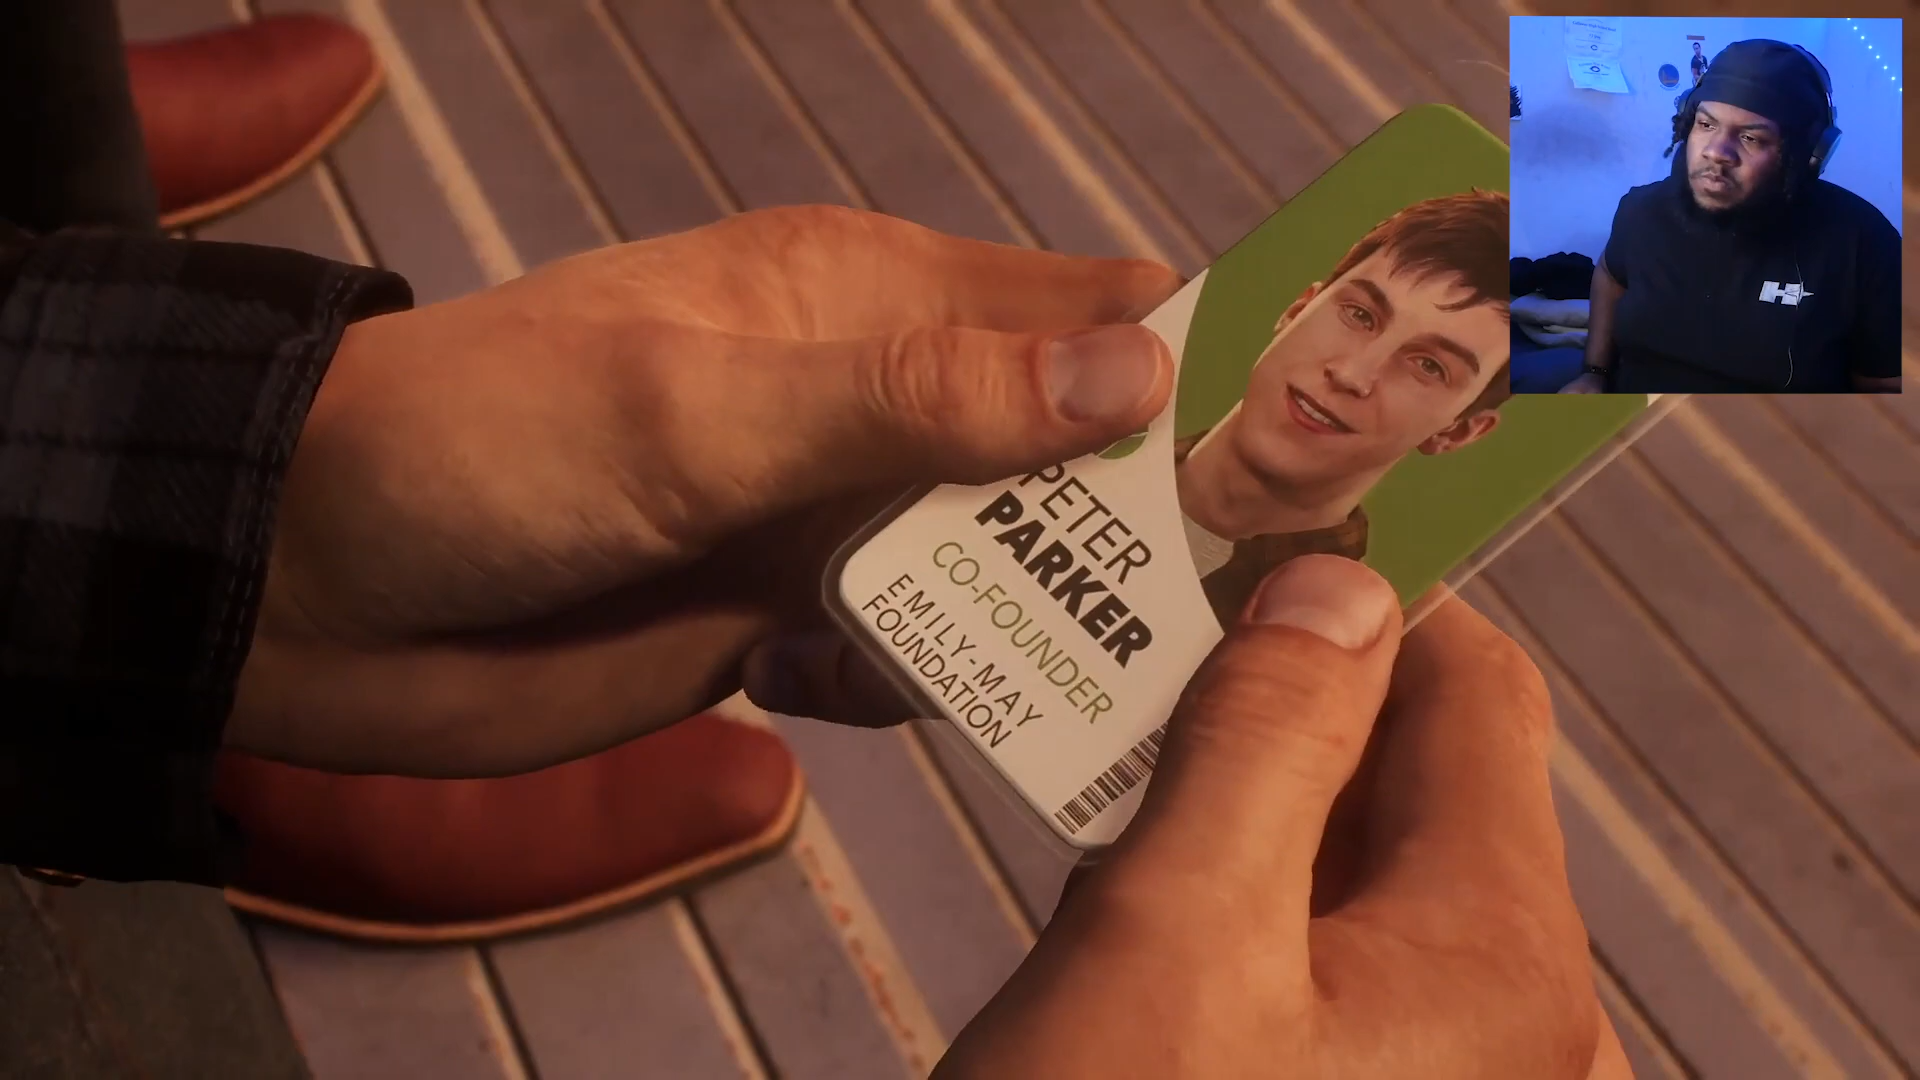 PETER
PARKER
CO-FOUNDER
EMILY-MAY
FOUNDATION